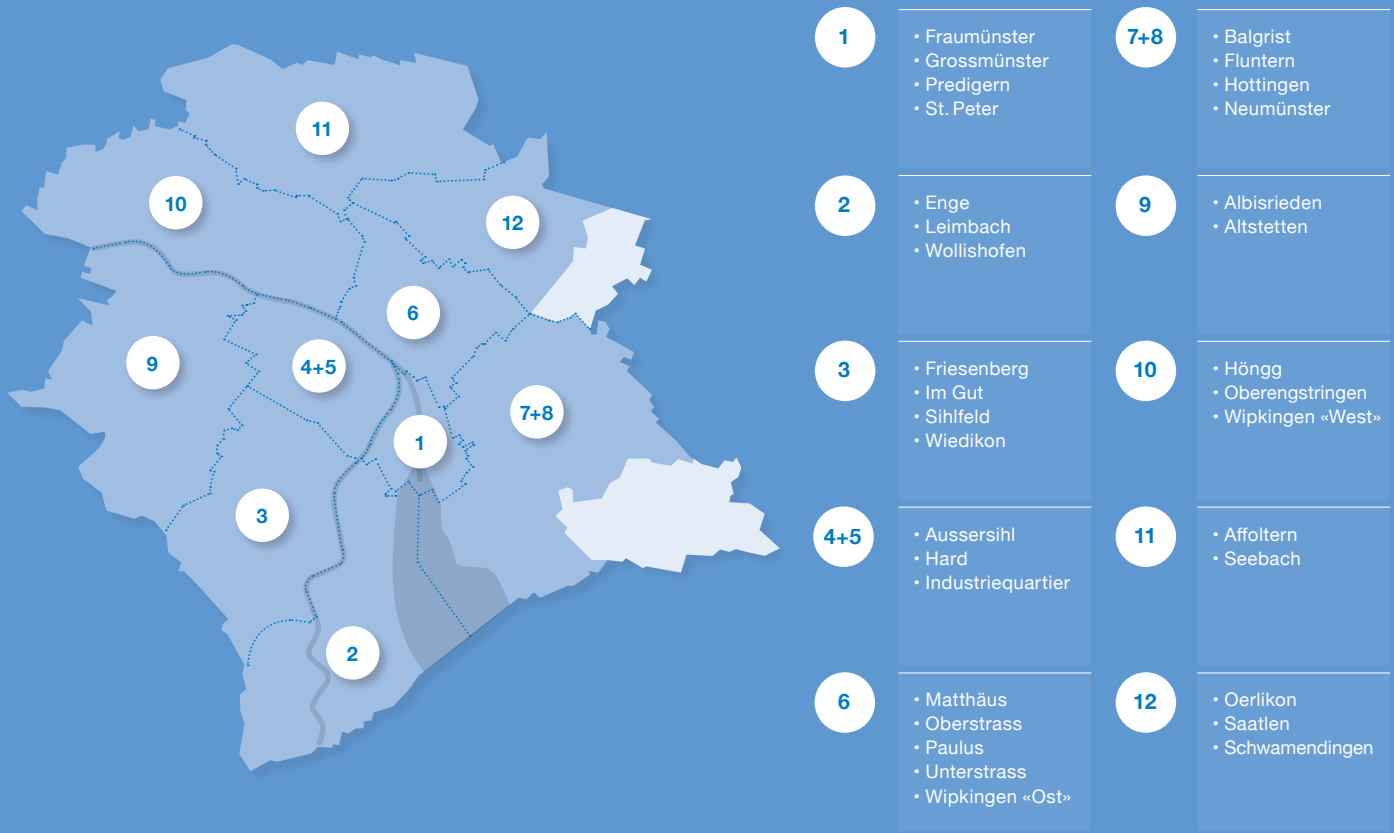 11
10
12
6
9
4+5
7+8
1
3
2
1
• Fraumünster
• Grossmünster
• Predigern
• St. Peter
2
• Enge
• Leimbach
• Wollishofen
3
• Friesenberg
• Im Gut
• Sihlfeld
• Wiedikon
4+5
• Aussersihl
• Hard
• Industriequartier
6
• Matthäus
• Oberstrass
• Paulus
• Unterstrass
• Wipkingen «Ost»
7+8
• Balgrist
• Fluntern
• Hottingen
• Neumünster
9
• Albisrieden
• Altstetten
10
• Höngg
• Oberengstringen
• Wipkingen «West»
11
• Affoltern
• Seebach
12
• Oerlikon
• Saatlen
• Schwamendingen